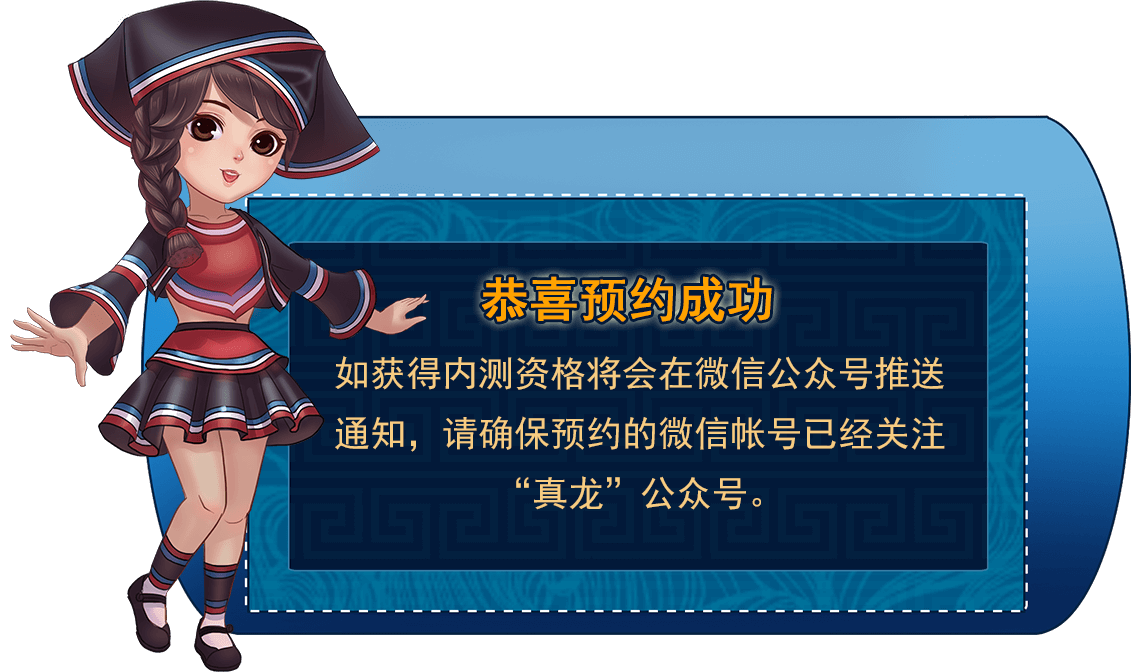 恭喜预约成功
如获得内测资格将会在微信公众号推送
通知，请确保预约的微信帐号已经关注
“真龙”公众号。